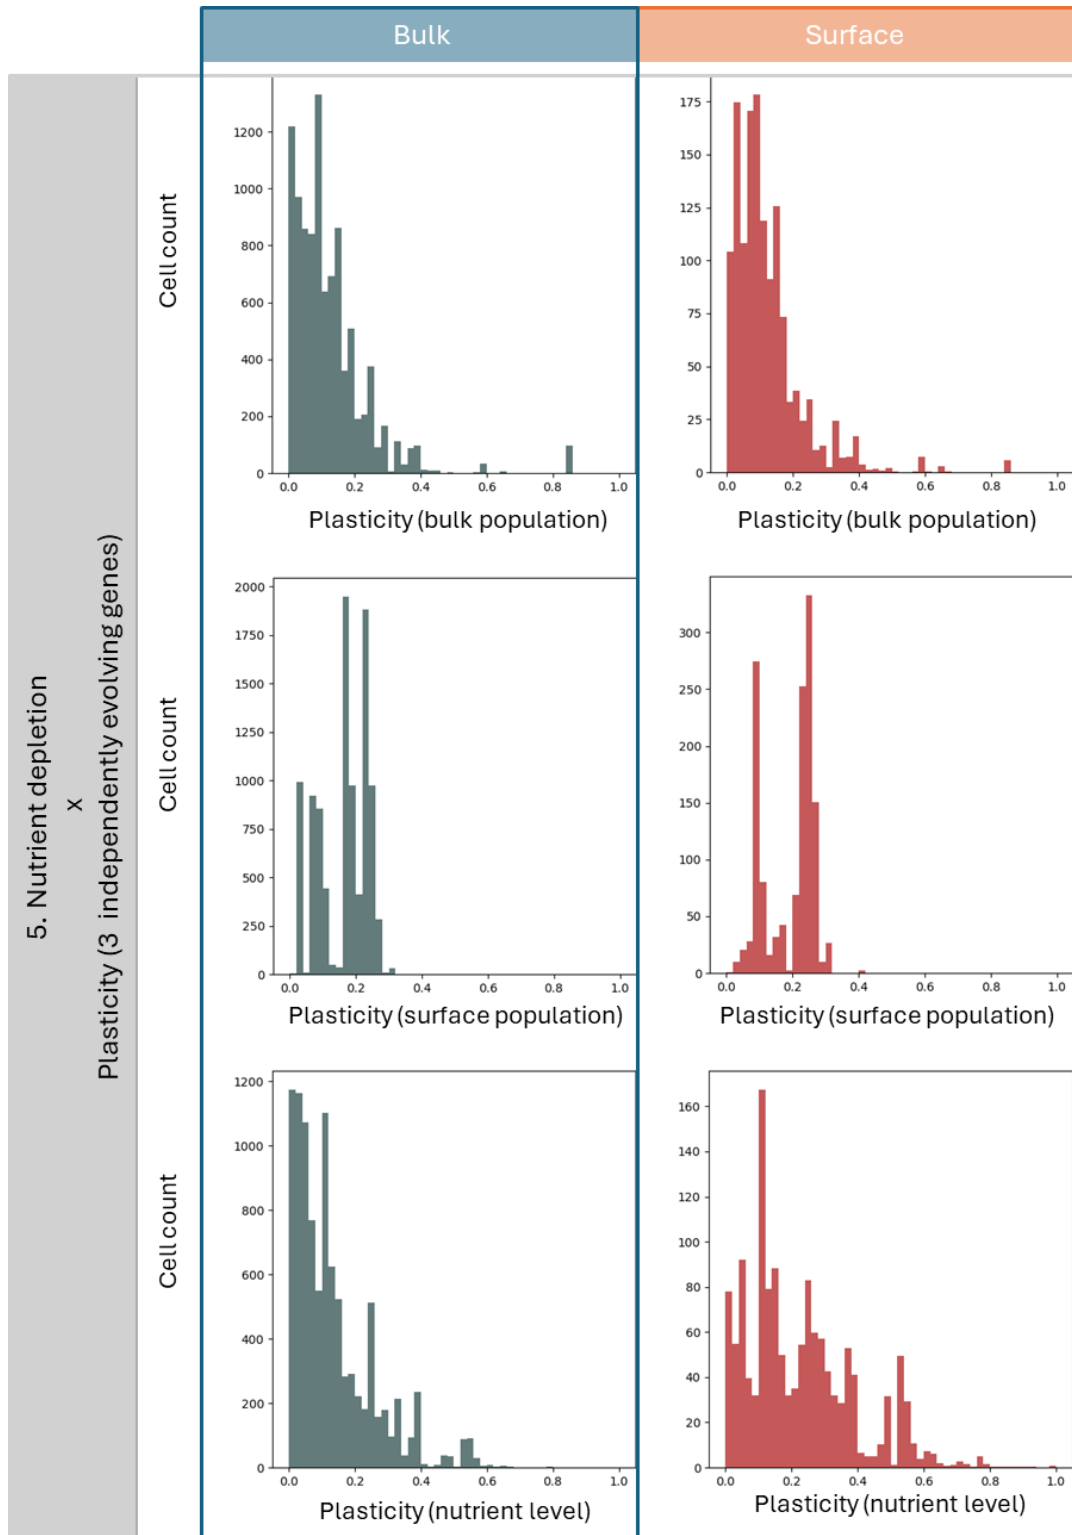 Bulk
Surface
5. Nutrient depletion
x
Plasticity (3 independently evolving genes)
Cell count
1200
1000
800
600
400
200
0
0.0 0.2 0.4 0.6 0.8 1.0
Plasticity (bulk population)
175
150
125
100
75
50
25
0
0.0 0.2 0.4 0.6 0.8 1.0
Plasticity (bulk population)
Cell count
2000
1750
1500
1250
1000
750
500
250
0
0.0 0.2 0.4 0.6 0.8 1.0
Plasticity (surface population)
300
250
200
150
100
50
0
0.0 0.2 0.4 0.6 0.8 1.0
Plasticity (surface population)
Cell count
1200
1000
800
600
400
200
0
0.0 0.2 0.4 0.6 0.8 1.0
Plasticity (nutrient level)
160
140
120
100
80
60
40
20
0
0.0 0.2 0.4 0.6 0.8 1.0
Plasticity (nutrient level)